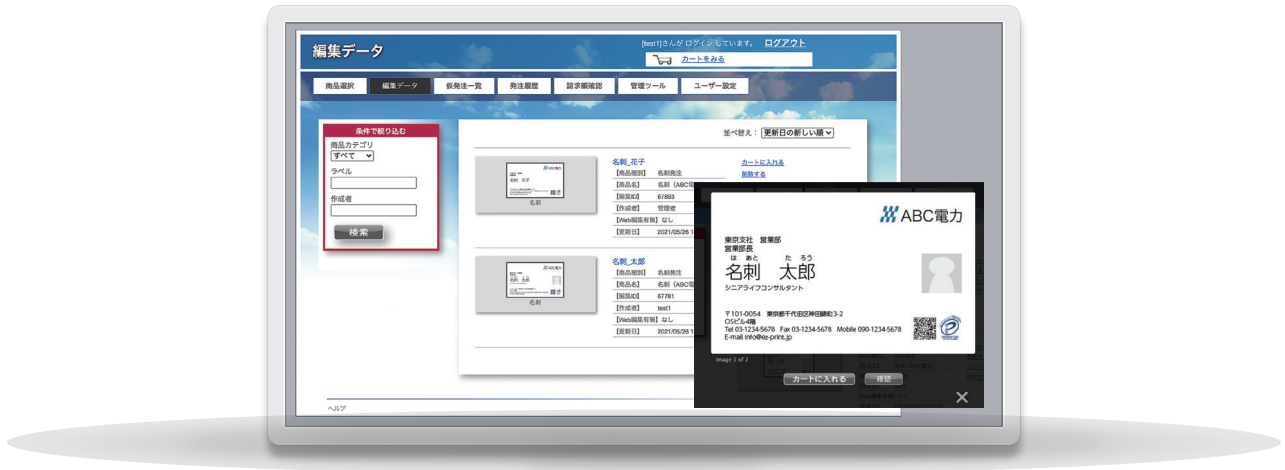 編集データ
[test1]さんが ログイン しています。 ログアウト
カートをみる
商品選択 編集データ 仮発注一覧 発注履歴 請求額確認 管理ツール ユーザー設定
条件で絞り込む
商品カテゴリ
すべて
ラベル
作成者
検索
並べ替え： 更新日の新しい順
名刺
名刺_花子
【商品種別】 名刺発注
【商品名】 名刺（ABC電
【編集ID】 67893
【作成者】 管理者
【Web編集有無】なし
【更新日】 2021/05/26 1
カートに入れる
削除する
名刺
名刺_太郎
【商品種別】 名刺発注
【商品名】 名刺（ABC電
【編集ID】 67781
【作成者】 test1
【Web編集有無】なし
【更新日】 2021/05/26 1
ABC電力
東京支社 営業部
営業部長
は あと た ろう
名刺 太郎
シニアライフコンサルタント
〒101-0054 東京都千代田区神田錦町3-2
OSビル4階
Tel 03-1234-5678 Fax 03-1234-5678 Mobile 090-1234-5678
E-mail info@ez-print.jp
Image 1 of 2
カートに入れる 確認
ヘルプ